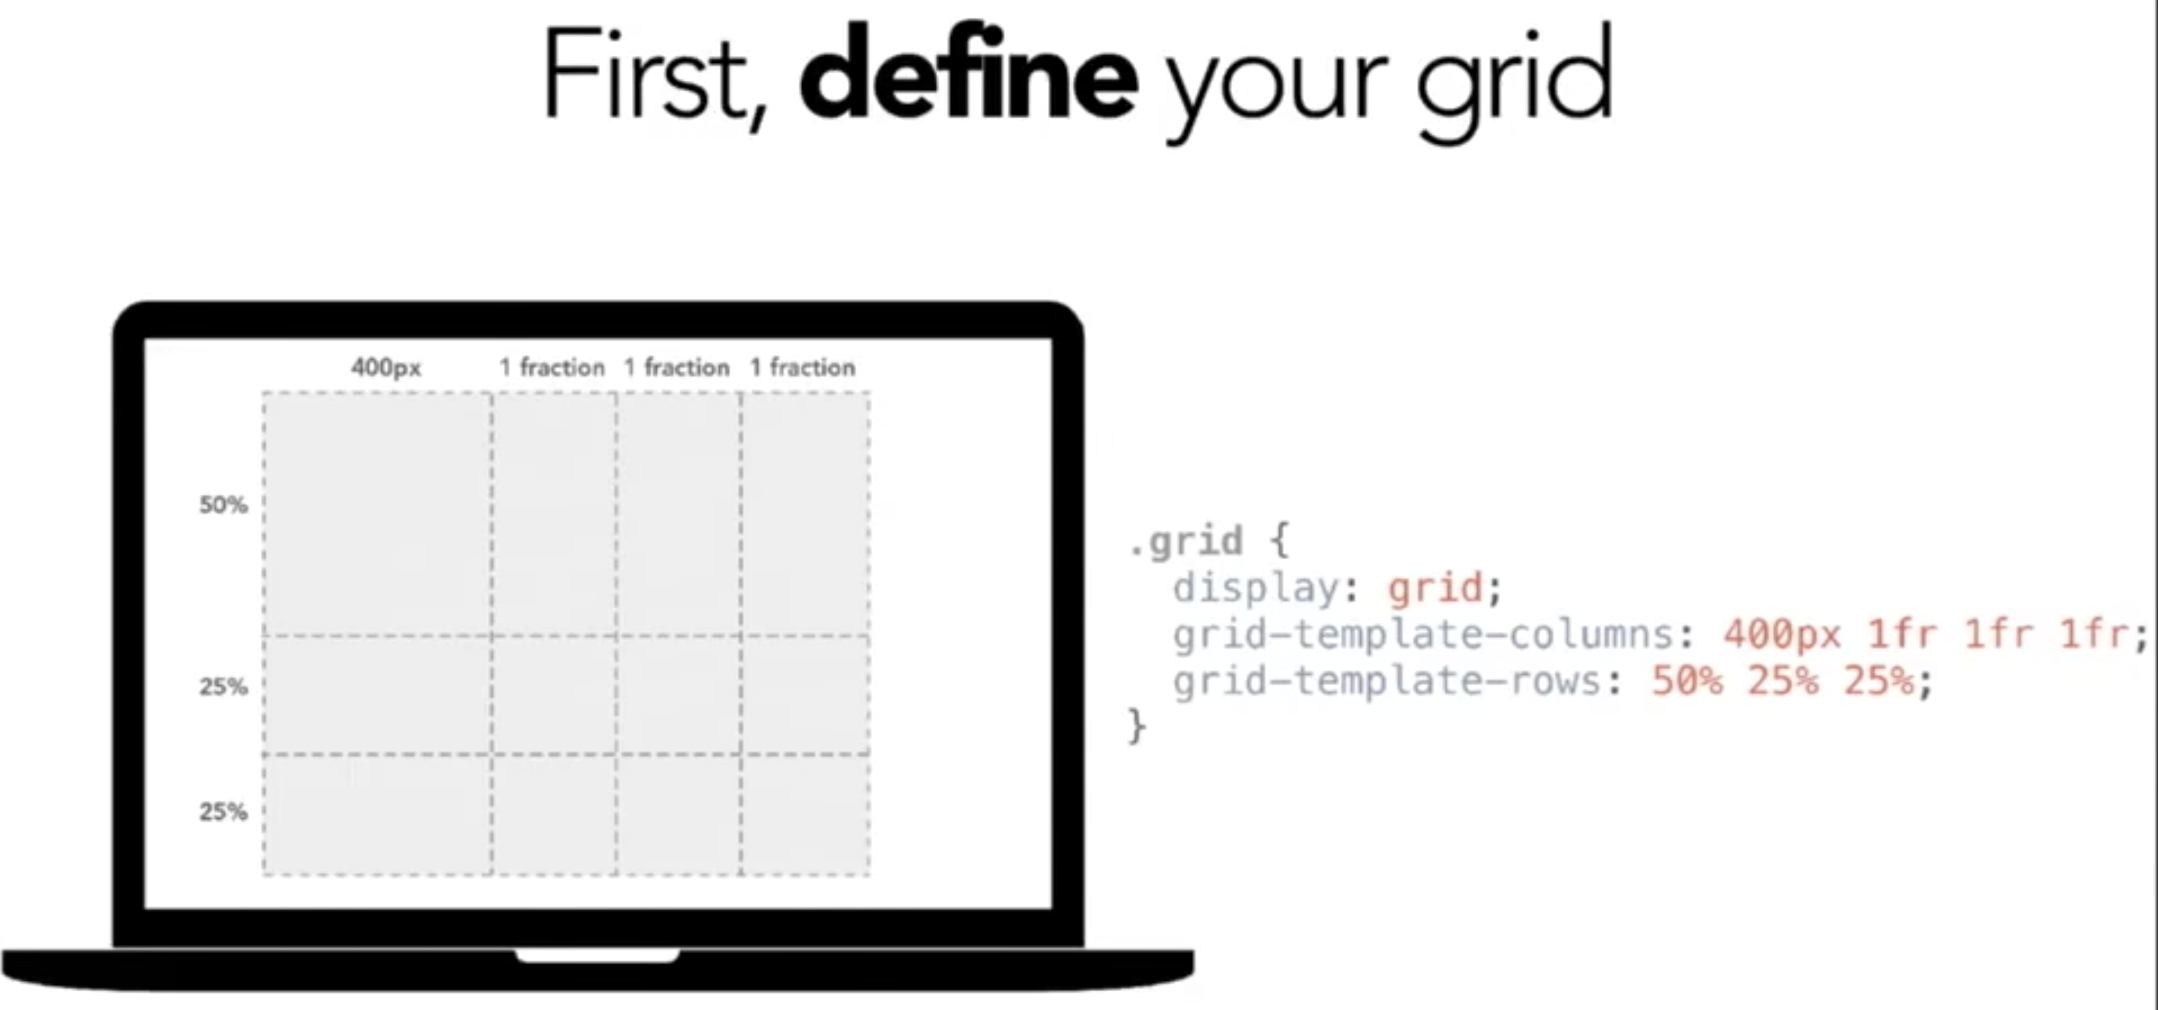 First, define your grid
400px 1 fraction 1 fraction 1 fraction
50%
25%
25%
.grid {
display: grid;
grid-template-columns: 400px 1fr 1fr 1fr;
grid-template-rows: 50% 25% 25%;
}